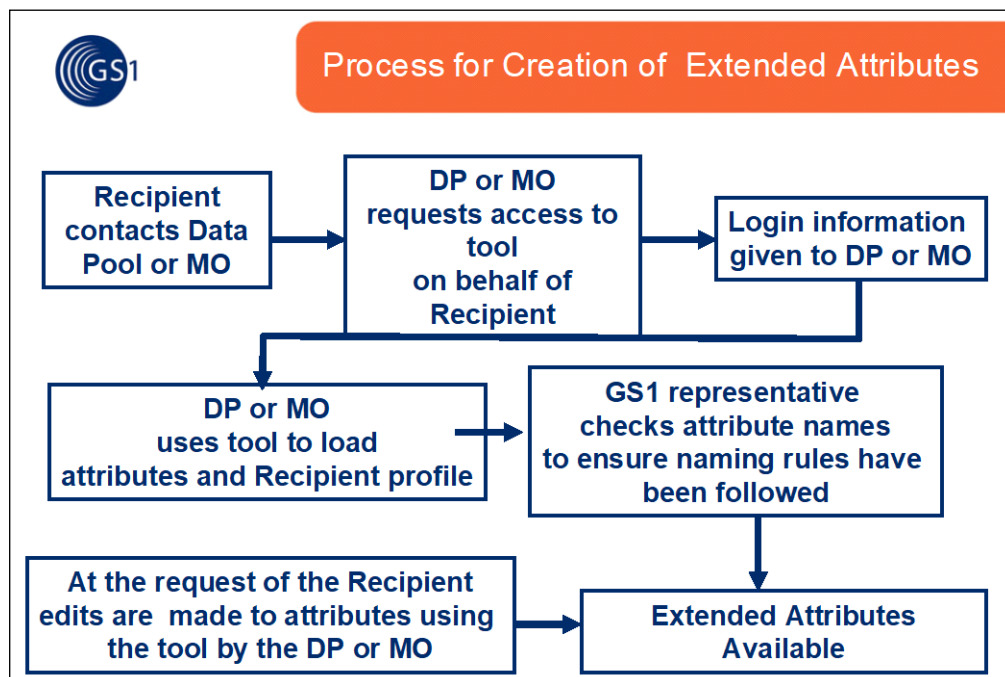 GS1
Process for Creation of Extended Attributes
Recipient
contacts Data
Pool or MO
DP or MO
requests access to
tool
on behalf of
Recipient
Login information
given to DP or MO
DP or MO
uses tool to load
attributes and Recipient profile
GS1 representative
checks attribute names
to ensure naming rules have
been followed
At the request of the Recipient
edits are made to attributes using
the tool by the DP or MO
Extended Attributes
Available